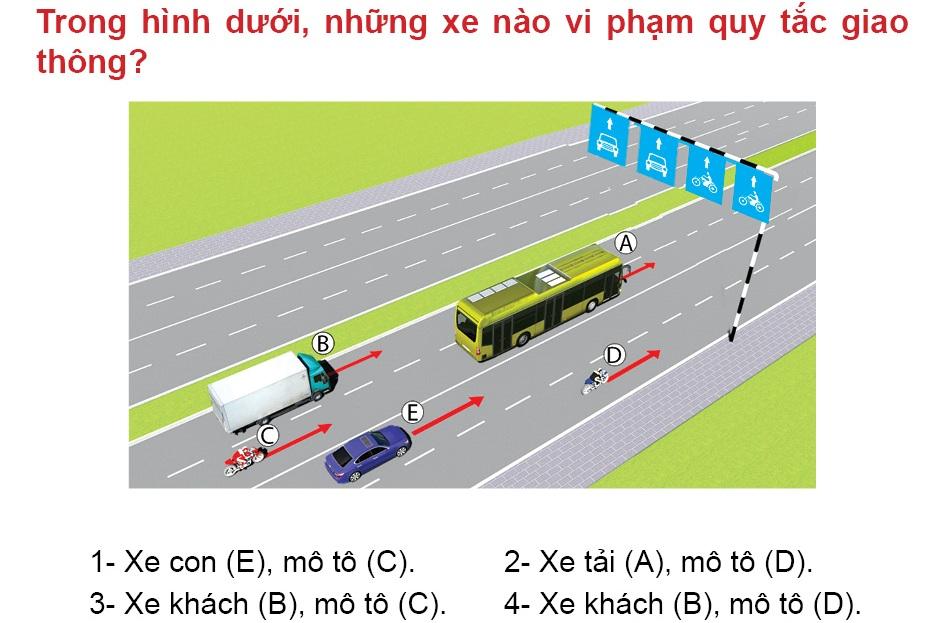 Trong hình dưới, những xe nào vi phạm quy tắc giao
thông?
A
B
D
E
C
1- Xe con (E), mô tô (C).
2- Xe tải (A), mô tô (D).
3- Xe khách (B), mô tô (C).
4- Xe khách (B), mô tô (D).